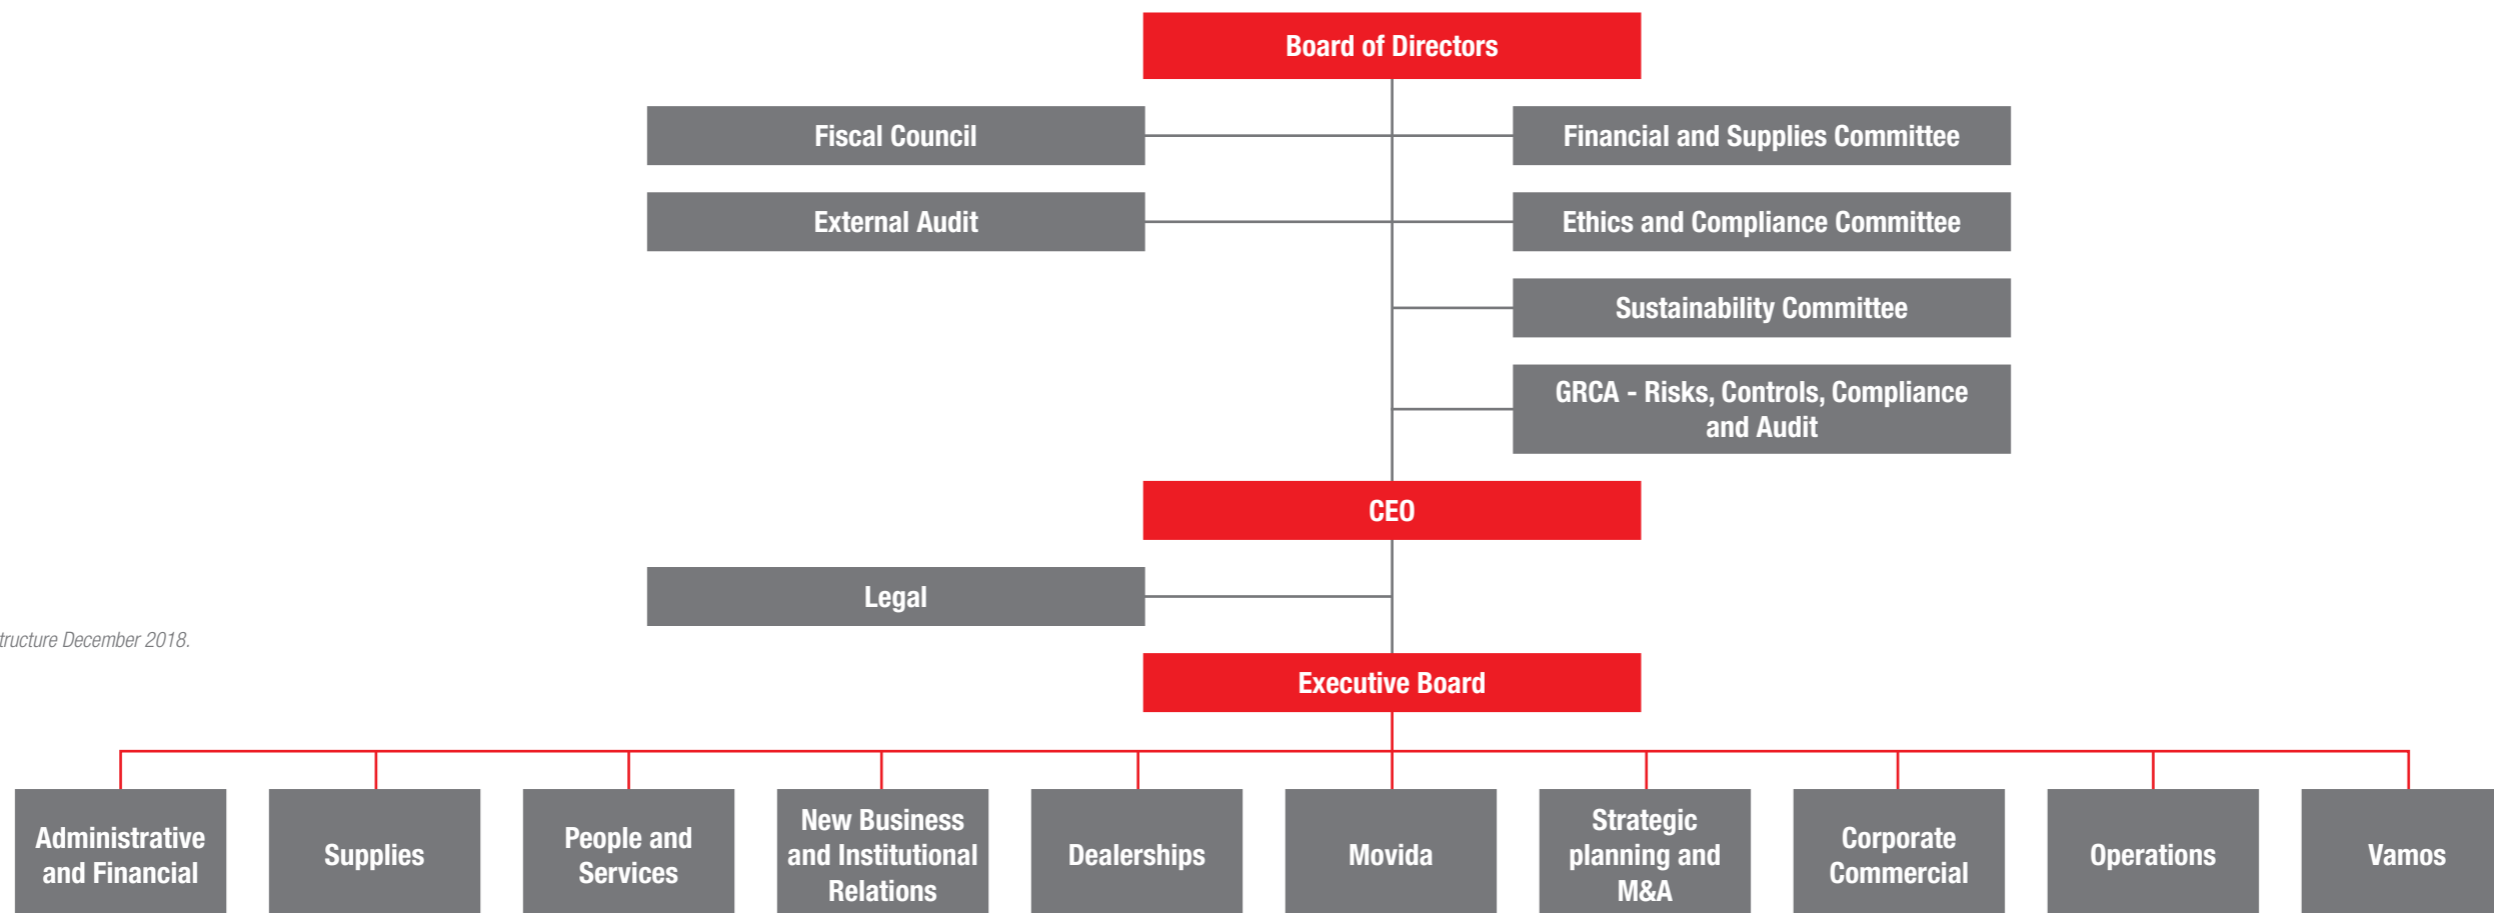 Board of Directors
Fiscal Council
Financial and Supplies Committee
External Audit
Ethics and Compliance Committee
Sustainability Committee
GRCA - Risks, Controls, Compliance
and Audit
CEO
Legal
tructure December 2018.
Executive Board
Administrative
and Financial
Supplies
People and
Services
New Business
and Institutional
Relations
Dealerships
Movida
Strategic
planning and
M&A
Corporate
Commercial
Operations
Vamos